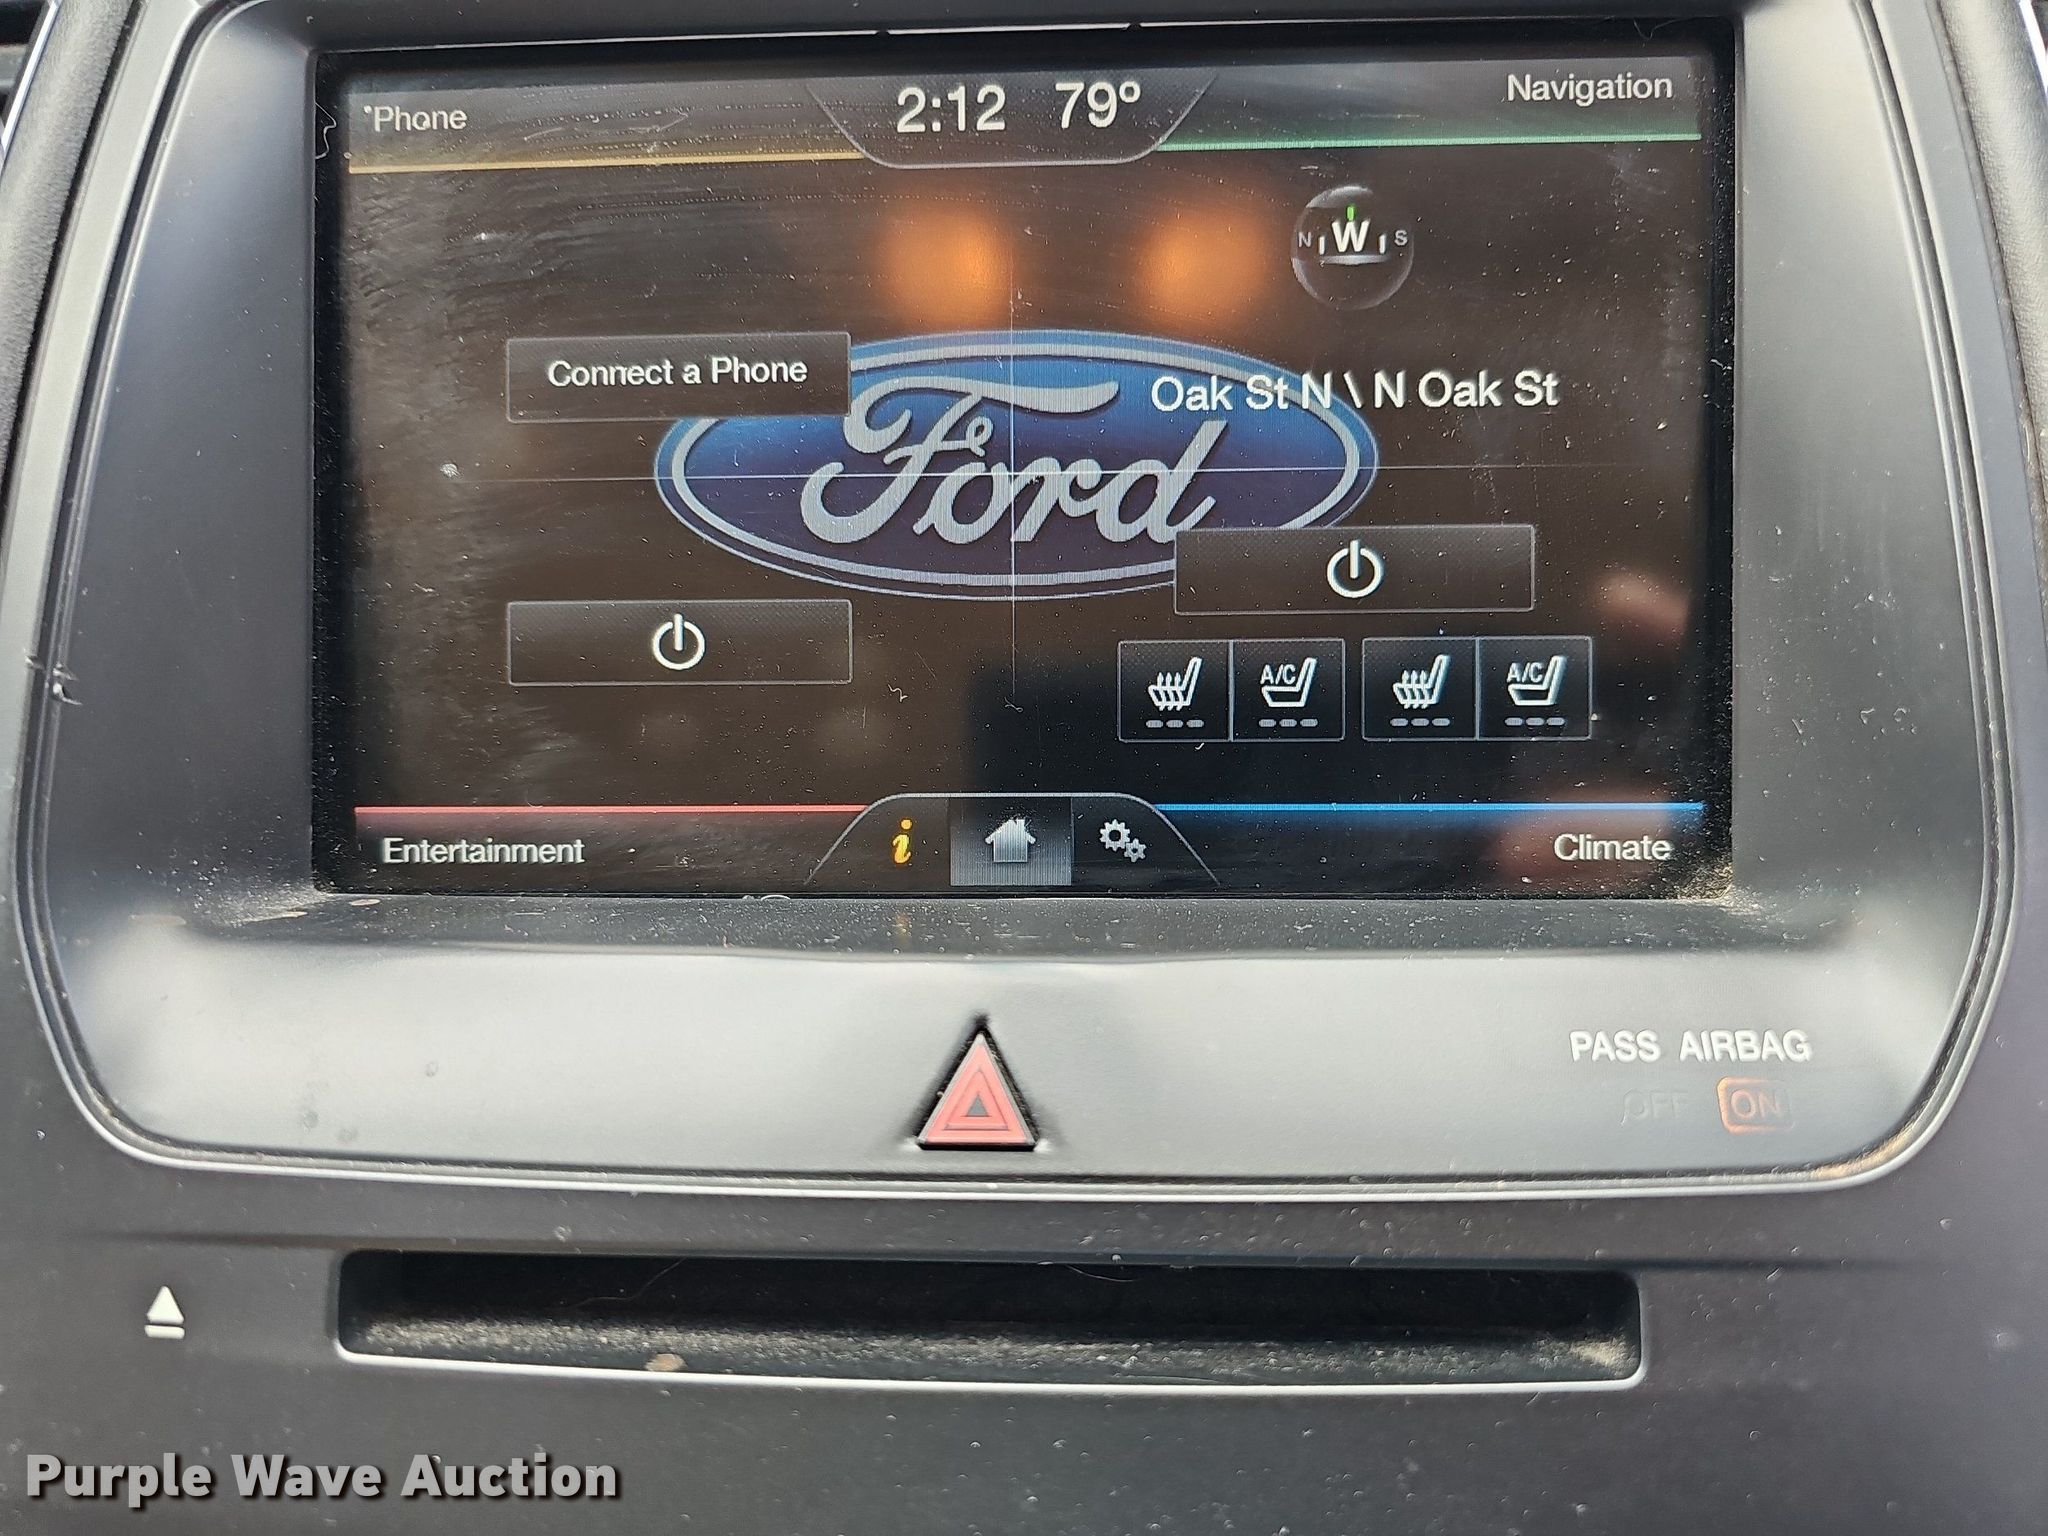 Phone
2:12 79°
Navigation
N W S
Connect a Phone
Oak St N \ N Oak St
Ford
A/C
A/C
Entertainment
i
Climate
PASS AIRBAG
OFF ON
Purple Wave Auction